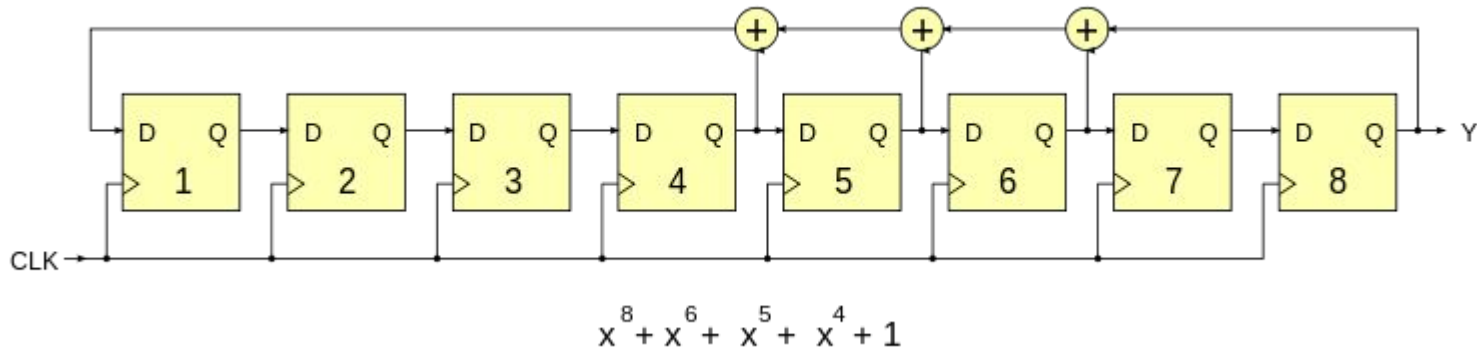 + + +
D Q D Q D Q D Q D Q D Q D Q D Q Y
1 2 3 4 5 6 7 8
CLK
x⁸+ x⁶+ x⁵+ x⁴+ 1